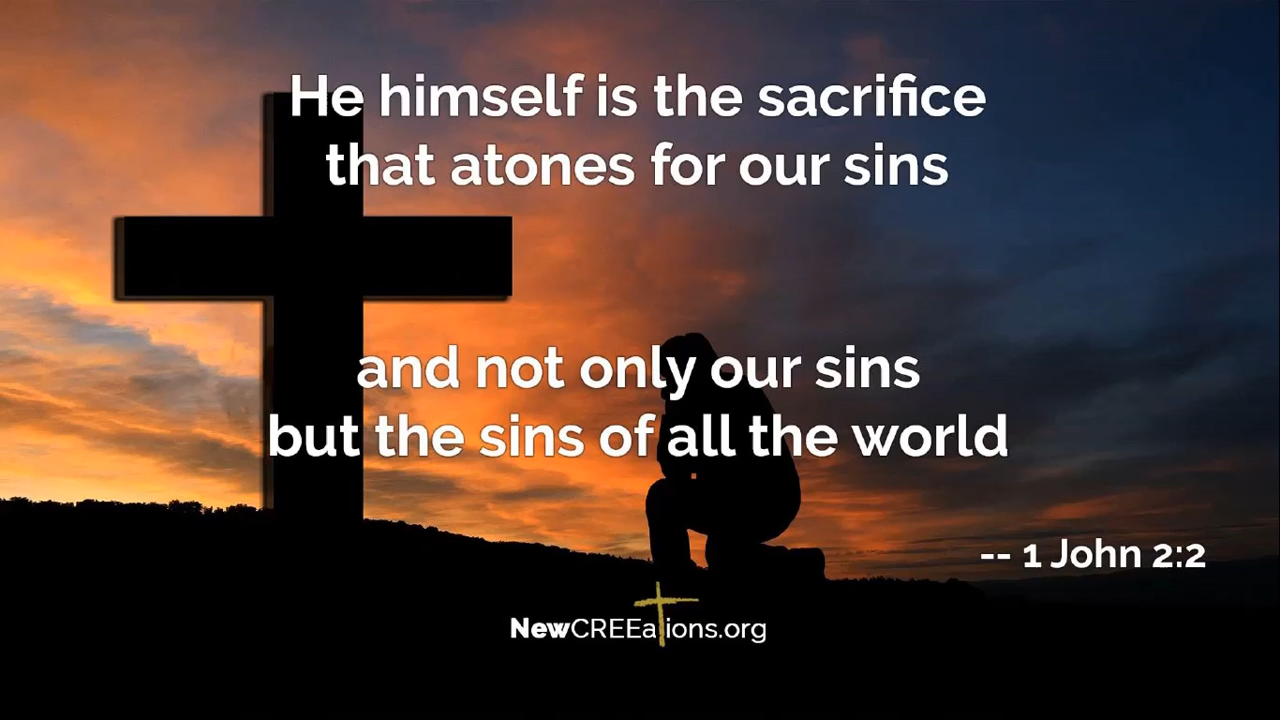 He himself is the sacrifice
that atones for our sins
and not only our sins
but the sins of all the world
-- 1 John 2:2
NewCREEations.org